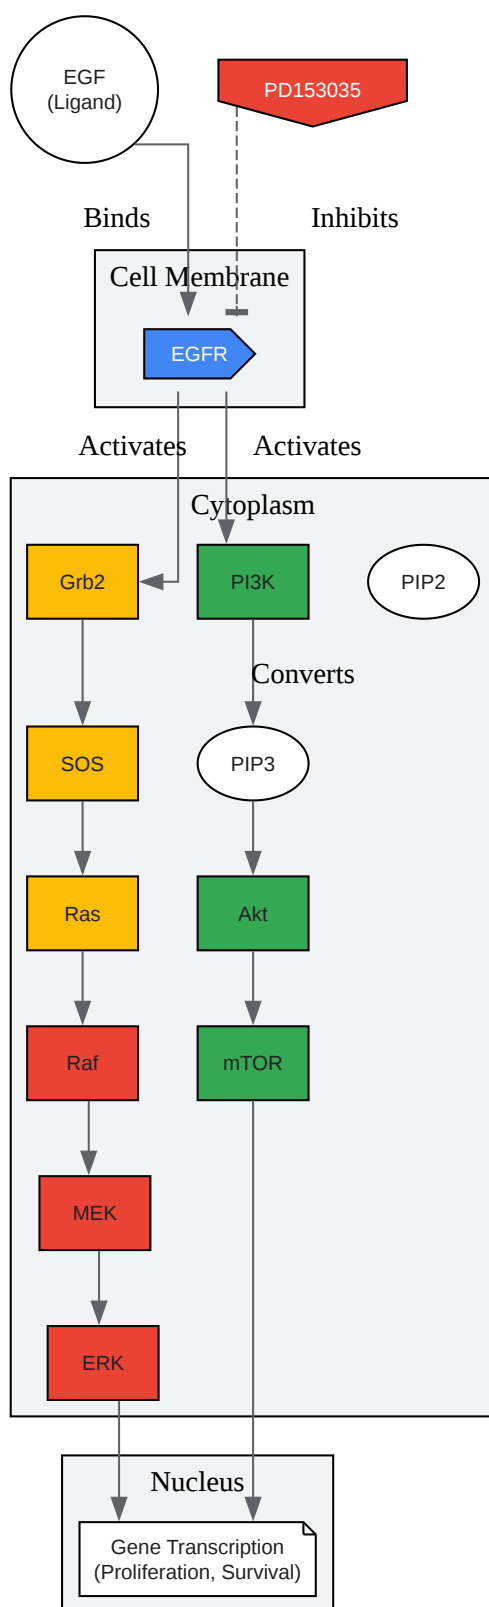 EGF
(Ligand)
PD153035
Binds
Inhibits
Cell Membrane
EGFR
Activates
Activates
Cytoplasm
Grb2
PI3K
PIP2
Converts
SOS
PIP3
Ras
Akt
Raf
mTOR
MEK
ERK
Nucleus
Gene Transcription
(Proliferation, Survival)